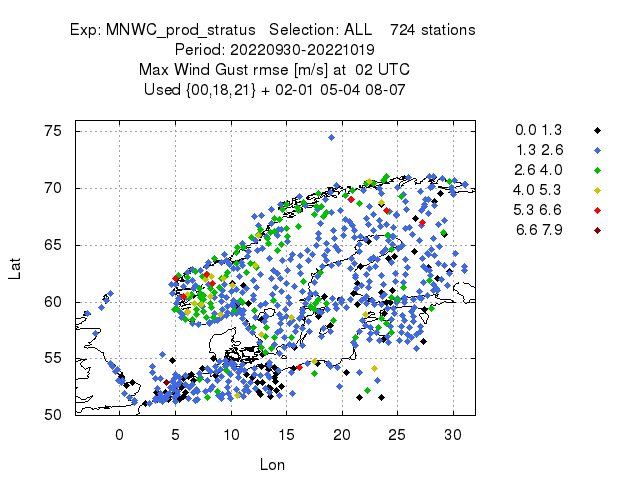 Exp: MNWC_prod_stratus   Selection: ALL    724 stations
Period: 20220930-20221019
Max Wind Gust rmse [m/s] at  02 UTC
Used {00,18,21} + 02-01 05-04 08-07
0.0 1.3
1.3 2.6
2.6 4.0
4.0 5.3
5.3 6.6
6.6 7.9
75
70
65
60
55
50
Lat
0 5 10 15 20 25 30
Lon